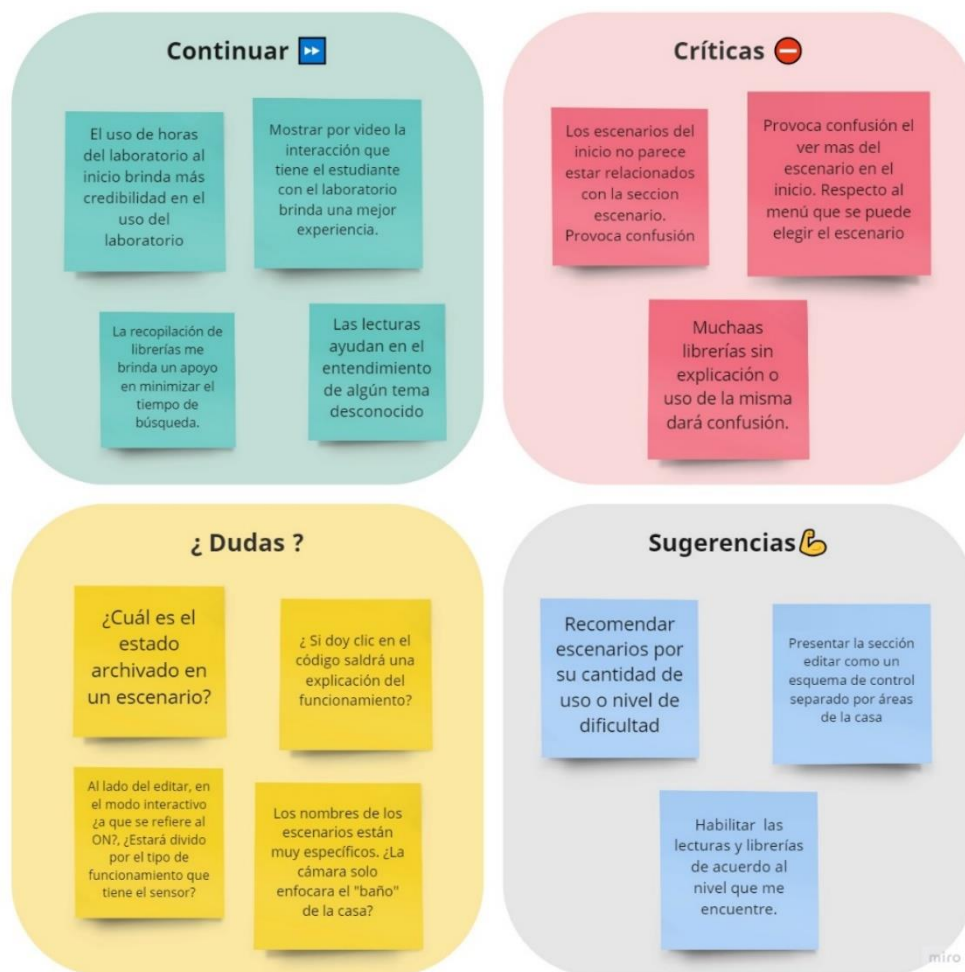 Continuar ⏩
El uso de horas
del laboratorio al
inicio brinda más
credibilidad en el
uso del
laboratorio
Mostrar por video la
interacción que
tiene el estudiante
con el laboratorio
brinda una mejor
experiencia.
La recopilación de
librerías me
brinda un apoyo
en minimizar el
tiempo de
búsqueda.
Las lecturas
ayudan en el
entendimiento
de algún tema
desconocido
Críticas ⛔
Los escenarios del
inicio no parece
estar relacionados
con la seccion
escenario.
Provoca confusión
Provoca confusión el
ver mas del
escenario en el
inicio. Respecto al
menú que se puede
elegir el escenario
Muchaas
librerías sin
explicación o
uso de la misma
dará confusión.
¿ Dudas ?
¿Cuál es el
estado
archivado en
un escenario?
¿ Si doy clic en el
código saldrá una
explicación del
funcionamiento?
Al lado del editar, en
el modo interactivo
¿a que se refiere al
ON?, ¿Estará divido
por el tipo de
funcionamiento que
tiene el sensor?
Los nombres de los
escenarios están
muy específicos. ¿La
cámara solo
enfocara el "baño"
de la casa?
Sugerencias💪
Recomendar
escenarios por
su cantidad de
uso o nivel de
dificultad
Presentar la sección
editar como un
esquema de control
separado por áreas
de la casa
Habilitar las
lecturas y librerías
de acuerdo al
nivel que me
encuentre.
miro